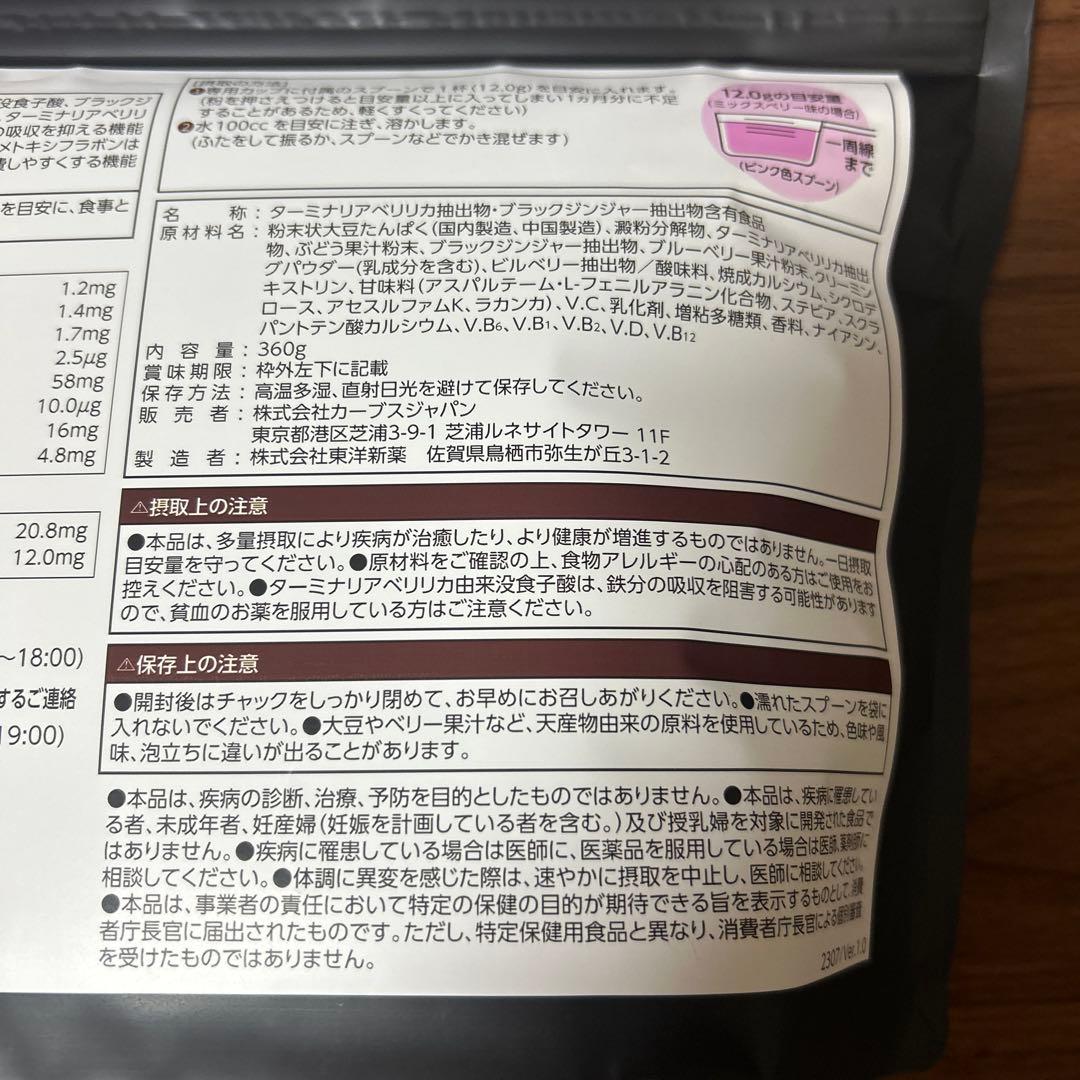 没食子酸、ブラックジ
ターミナリアベリリ
の吸収を抑える機能
メトキシフラボンは
費しやすくする機能
を目安に、食事と
1.2mg
1.4mg
1.7mg
2.5μg
58mg
10.0μg
16mg
4.8mg
20.8mg
12.0mg
〜18:00)
するご連絡
19:00)
[摂取の方法]
❶専用カップに付属のスプーンで1杯(12.0g)を目安に入れます。
(粉を押さえつけると目安量以上に入ってしまい1ヵ月分に不足
することがあるため、軽くすくってください)
❷水100ccを目安に注ぎ、溶かします。
(ふたをして振るか、スプーンなどでかき混ぜます)
12.0gの目安量
(ミックスベリー味の場合)
一周線
まで
(ピンク色スプーン)
名称:ターミナリアベリリカ抽出物・ブラックジンジャー抽出物含有食品
原材料名:粉末状大豆たんぱく(国内製造、中国製造)、澱粉分解物、ターミナリアベリリカ抽出
物、ぶどう果汁粉末、ブラックジンジャー抽出物、ブルーベリー果汁粉末、クリーミン
グパウダー(乳成分を含む)、ビルベリー抽出物/酸味料、焼成カルシウム、シクロデ
キストリン、甘味料(アスパルテーム・L-フェニルアラニン化合物、ステビア、スクラ
ロース、アセスルファムK、ラカンカ)、V.C、乳化剤、増粘多糖類、香料、ナイアシン、
パントテン酸カルシウム、V.B6、V.B1、V.B2、V.D、V.B12
内容量:360g
賞味期限:枠外左下に記載
保存方法:高温多湿、直射日光を避けて保存してください。
販売者:株式会社カーブスジャパン
東京都港区芝浦3-9-1 芝浦ルネサイトタワー 11F
製造者:株式会社東洋新薬 佐賀県鳥栖市弥生が丘3-1-2
⚠摂取上の注意
●本品は、多量摂取により疾病が治癒したり、より健康が増進するものではありません。一日摂取
目安量を守ってください。●原材料をご確認の上、食物アレルギーの心配のある方はご使用をお
控えください。●ターミナリアベリリカ由来没食子酸は、鉄分の吸収を阻害する可能性があります
ので、貧血のお薬を服用している方はご注意ください。
⚠保存上の注意
●開封後はチャックをしっかり閉めて、お早めにお召しあがりください。●濡れたスプーンを袋に
入れないでください。●大豆やベリー果汁など、天産物由来の原料を使用しているため、色味や風
味、泡立ちに違いが出ることがあります。
●本品は、疾病の診断、治療、予防を目的としたものではありません。●本品は、疾病に罹患してい
る者、未成年者、妊産婦(妊娠を計画している者を含む。)及び授乳婦を対象に開発された食品で
はありません。●疾病に罹患している場合は医師に、医薬品を服用している場合は医師、薬剤師に
相談してください。●体調に異変を感じた際は、速やかに摂取を中止し、医師に相談してください。
●本品は、事業者の責任において特定の保健の目的が期待できる旨を表示するものとして、消費
者庁長官に届出されたものです。ただし、特定保健用食品と異なり、消費者庁長官による個別審査
を受けたものではありません。
2307/Ver.1.0